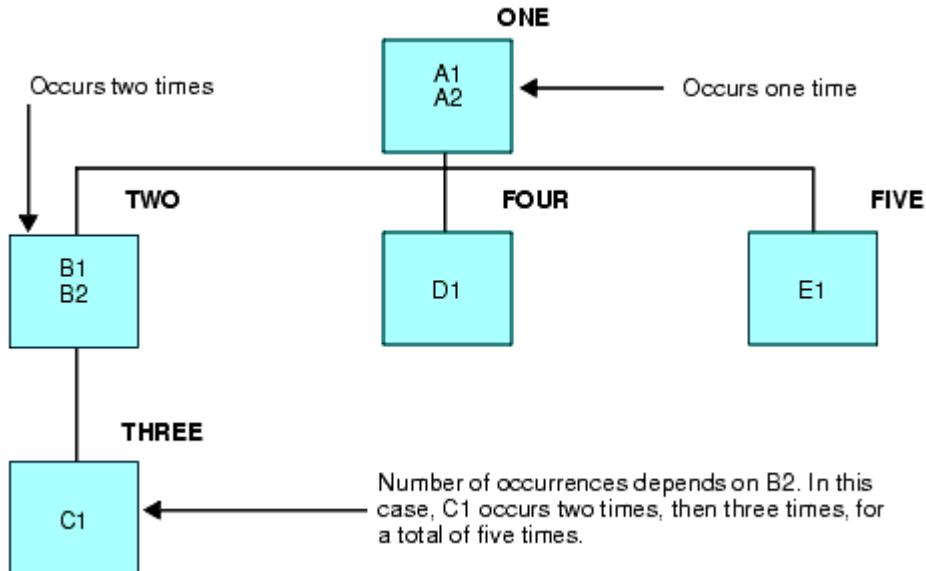 ONE
A1
A2
Occurs two times
Occurs one time
TWO
FOUR
FIVE
B1
B2
D1
E1
THREE
C1
Number of occurrences depends on B2. In this
case, C1 occurs two times, then three times, for
a total of five times.